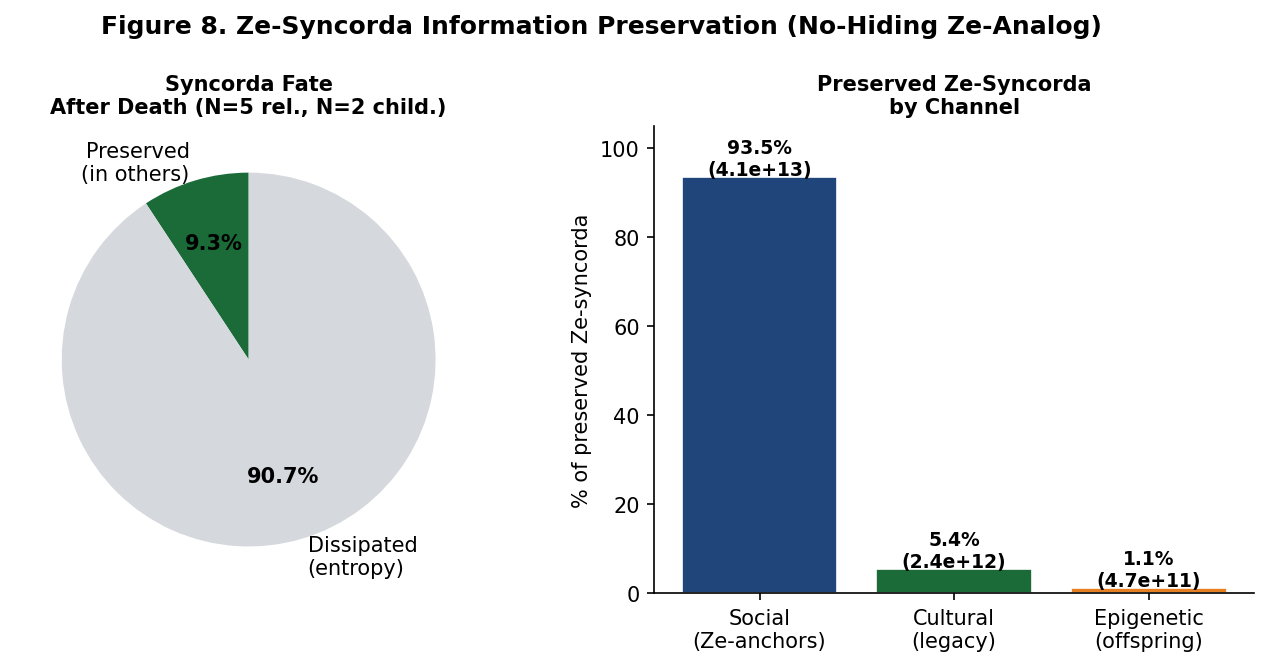 Figure 8. Ze-Syncorda Information Preservation (No-Hiding Ze-Analog)
Syncorda Fate
After Death (N=5 rel., N=2 child.)
Preserved
(in others)
9.3%
90.7%
Dissipated
(entropy)
Preserved Ze-Syncorda
by Channel
% of preserved Ze-syncorda
100
80
60
40
20
0
93.5%
(4.1e+13)
5.4%
(2.4e+12)
1.1%
(4.7e+11)
Social
(Ze-anchors)
Cultural
(legacy)
Epigenetic
(offspring)